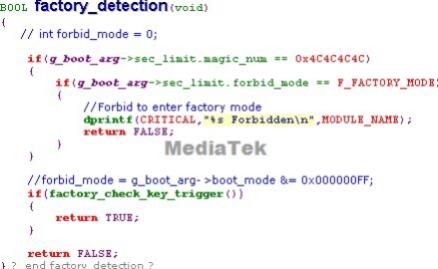 BOOL factory_detection(void)
{
// int forbid_mode = 0;
if(g_boot_arg->sec_limit.magic_num == 0x4C4C4C4C)
{
if(g_boot_arg->sec_limit.forbid_mode == F_FACTORY_MODE)
{
//Forbid to enter factory mode
dprintf(CRITICAL,"%s Forbidden\n",MODULE_NAME);
return FALSE;
}
}
MediaTek
//forbid_mode = g_boot_arg->boot_mode &= 0x000000FF;
if(factory_check_key_trigger())
{
return TRUE;
}
return FALSE;
} ? end factory_detection ?